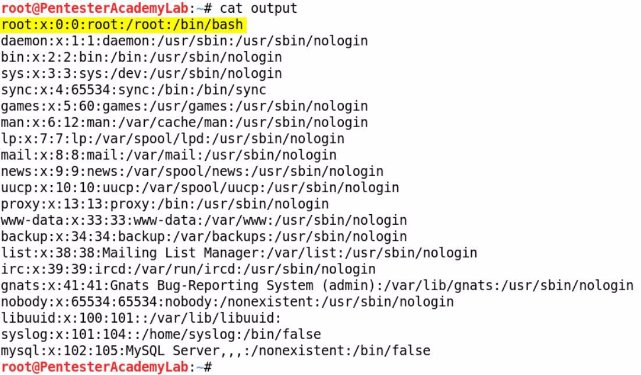 root@PentesterAcademyLab:~# cat output
root:x:0:0:root:/root:/bin/bash
daemon:x:1:1:daemon:/usr/sbin:/usr/sbin/nologin
bin:x:2:2:bin:/bin:/usr/sbin/nologin
sys:x:3:3:sys:/dev:/usr/sbin/nologin
sync:x:4:65534:sync:/bin:/bin/sync
games:x:5:60:games:/usr/games:/usr/sbin/nologin
man:x:6:12:man:/var/cache/man:/usr/sbin/nologin
lp:x:7:7:lp:/var/spool/lpd:/usr/sbin/nologin
mail:x:8:8:mail:/var/mail:/usr/sbin/nologin
news:x:9:9:news:/var/spool/news:/usr/sbin/nologin
uucp:x:10:10:uucp:/var/spool/uucp:/usr/sbin/nologin
proxy:x:13:13:proxy:/bin:/usr/sbin/nologin
www-data:x:33:33:www-data:/var/www:/usr/sbin/nologin
backup:x:34:34:backup:/var/backups:/usr/sbin/nologin
list:x:38:38:Mailing List Manager:/var/list:/usr/sbin/nologin
irc:x:39:39:ircd:/var/run/ircd:/usr/sbin/nologin
gnats:x:41:41:Gnats Bug-Reporting System (admin):/var/lib/gnats:/usr/sbin/nologin
nobody:x:65534:65534:nobody:/nonexistent:/usr/sbin/nologin
libuuid:x:100:101::/var/lib/libuuid:
syslog:x:101:104::/home/syslog:/bin/false
mysql:x:102:105:MySQL Server,,,:/nonexistent:/bin/false
root@PentesterAcademyLab:~#